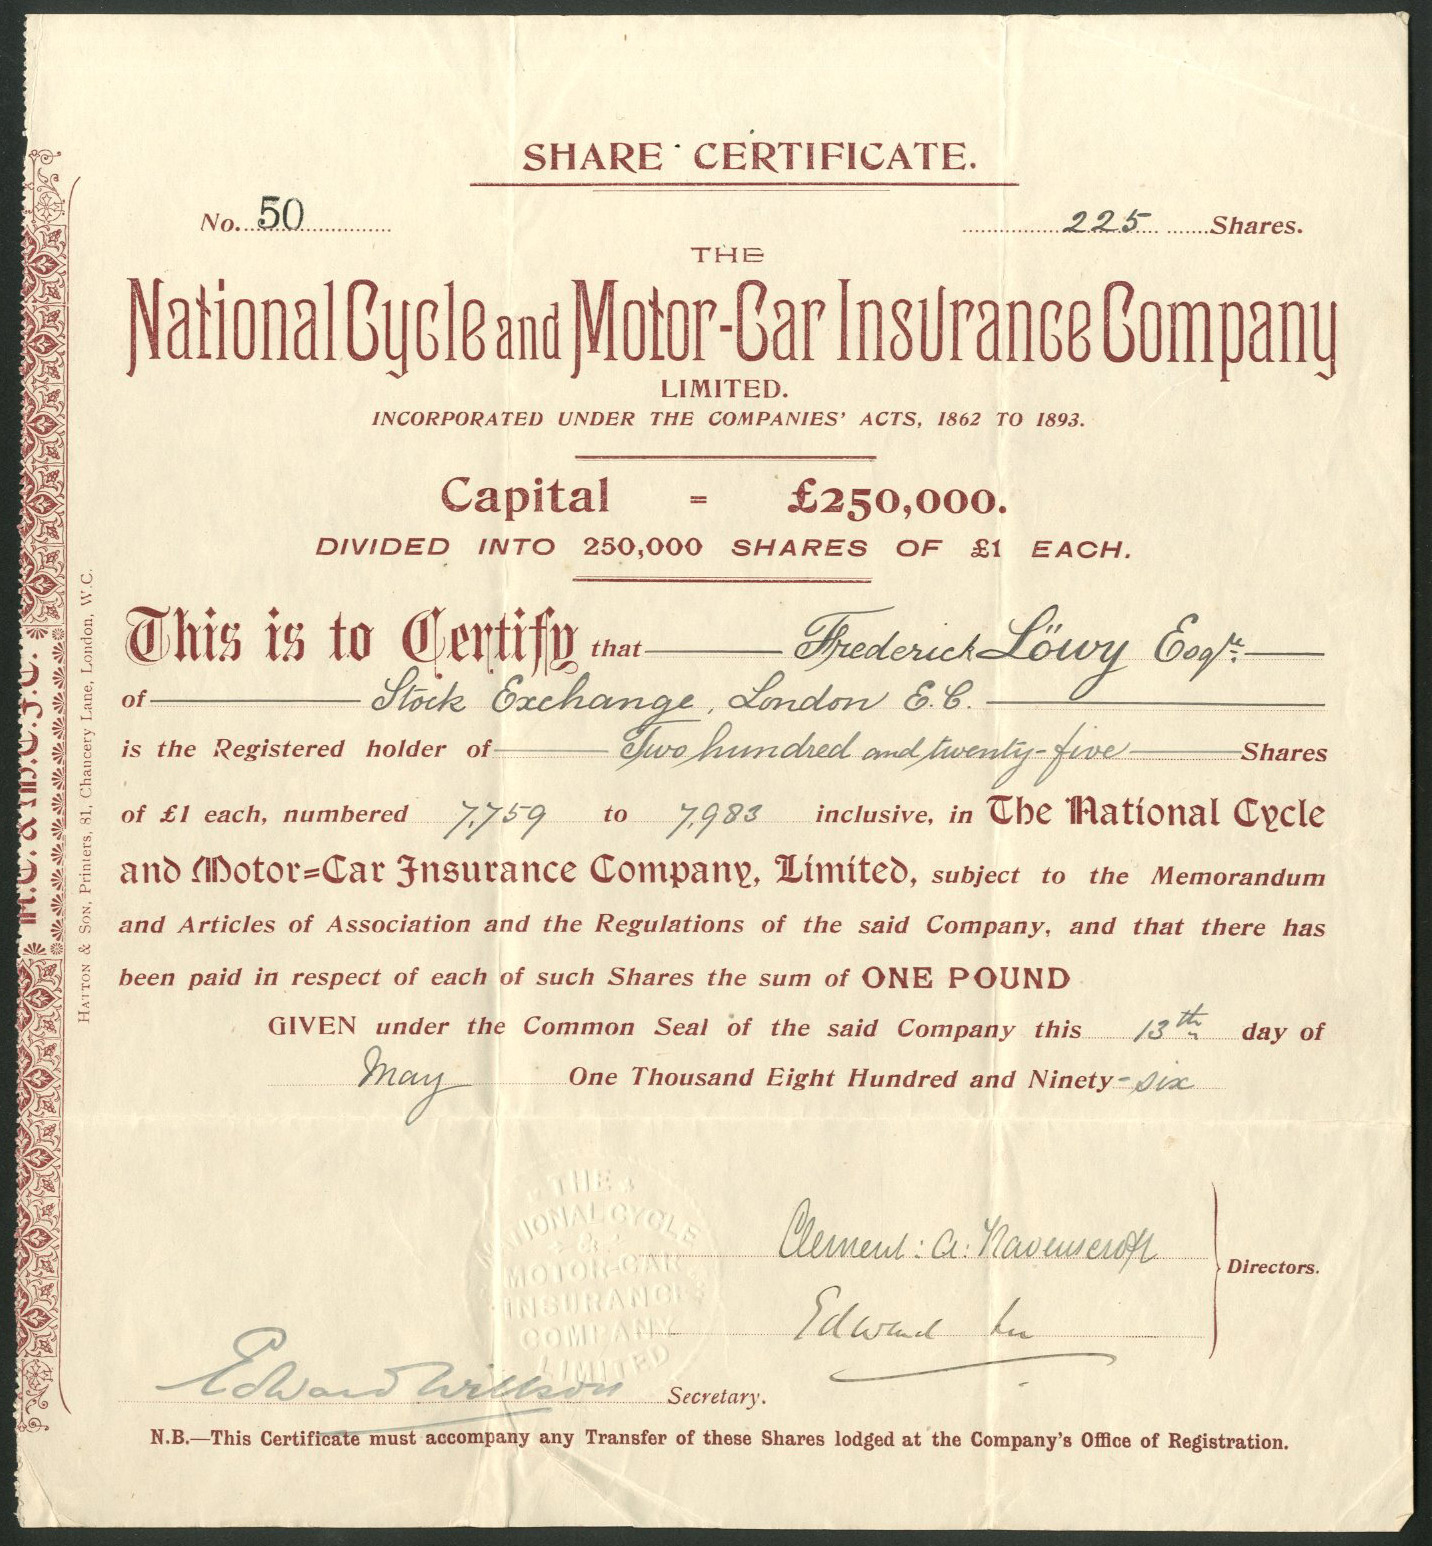 SHARE CERTIFICATE.
No. 50
225 Shares.
THE
National Cycle and Motor-Car Insurance Company
LIMITED.
INCORPORATED UNDER THE COMPANIES' ACTS, 1862 TO 1893.
Capital = £250,000.
DIVIDED INTO 250,000 SHARES OF £1 EACH.
This is to Certify that Frederick Löwy Esqre.
of Stock Exchange, London E.C.
is the Registered holder of Two hundred and twenty-five Shares
of £1 each, numbered 7,759 to 7,983 inclusive, in The National Cycle
and Motor=Car Insurance Company, Limited, subject to the Memorandum
and Articles of Association and the Regulations of the said Company, and that there has
been paid in respect of each of such Shares the sum of ONE POUND
GIVEN under the Common Seal of the said Company this 13th day of
May One Thousand Eight Hundred and Ninety-six
THE
NATIONAL CYCLE
&
MOTOR-CAR
INSURANCE
COMPANY
LIMITED
Clement: A: Ravenscroft
Edward
Directors.
Edward Willson Secretary.
N.B.—This Certificate must accompany any Transfer of these Shares lodged at the Company's Office of Registration.
HATTON & SON, Printers, 81, Chancery Lane, London, W.C.